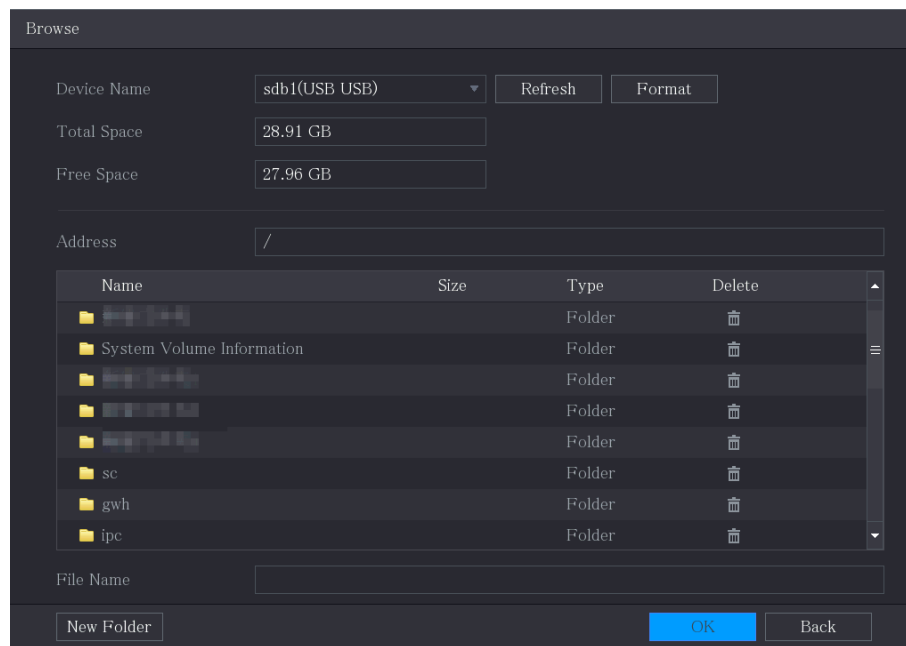 Browse
Device Name sdb1(USB USB) Refresh Format
Total Space 28.91 GB
Free Space 27.96 GB
Address /
Name Size Type Delete
Folder
System Volume Information Folder
Folder
Folder
Folder
sc Folder
gwh Folder
ipc Folder
File Name
New Folder OK Back